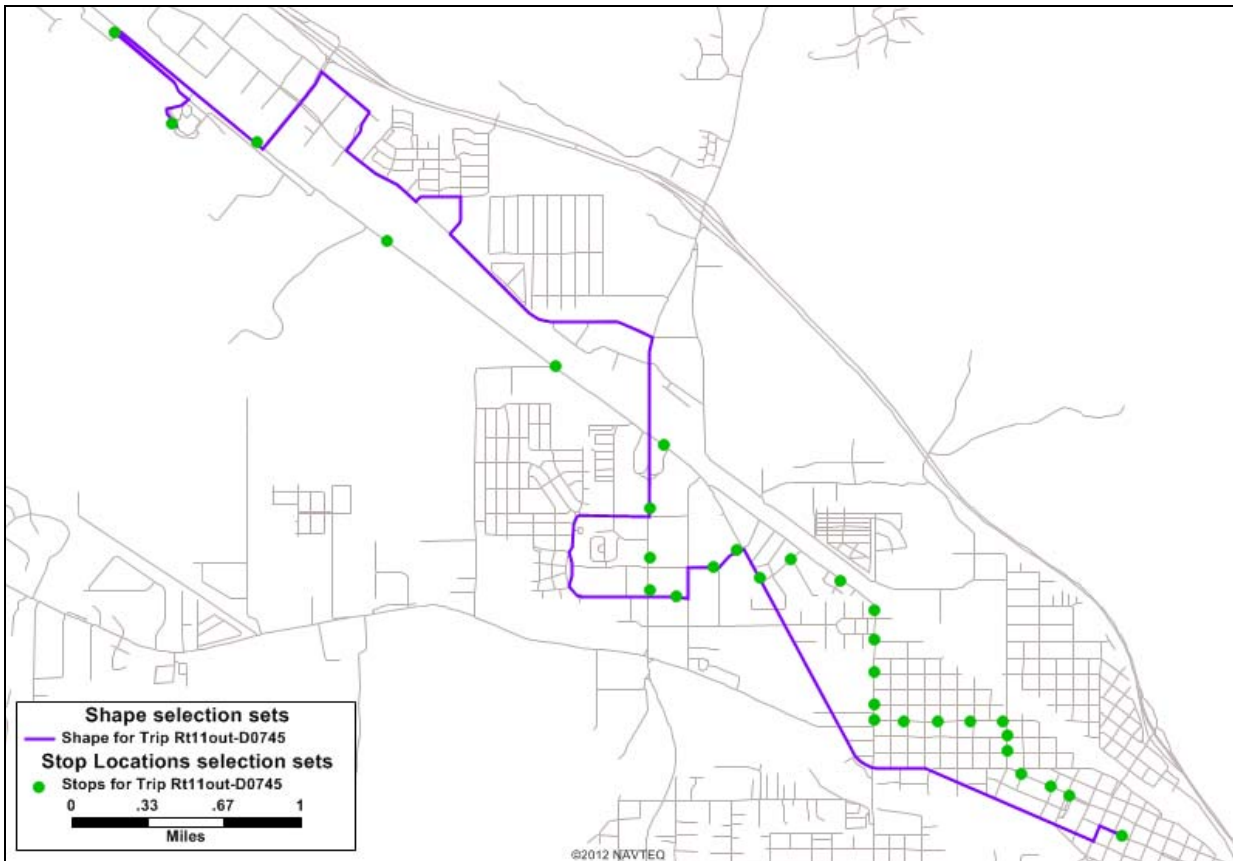 Shape selection sets
Shape for Trip Rt11out-D0745
Stop Locations selection sets
Stops for Trip Rt11out-D0745
0 .33 .67 1
Miles
©2012 NAVTEQ